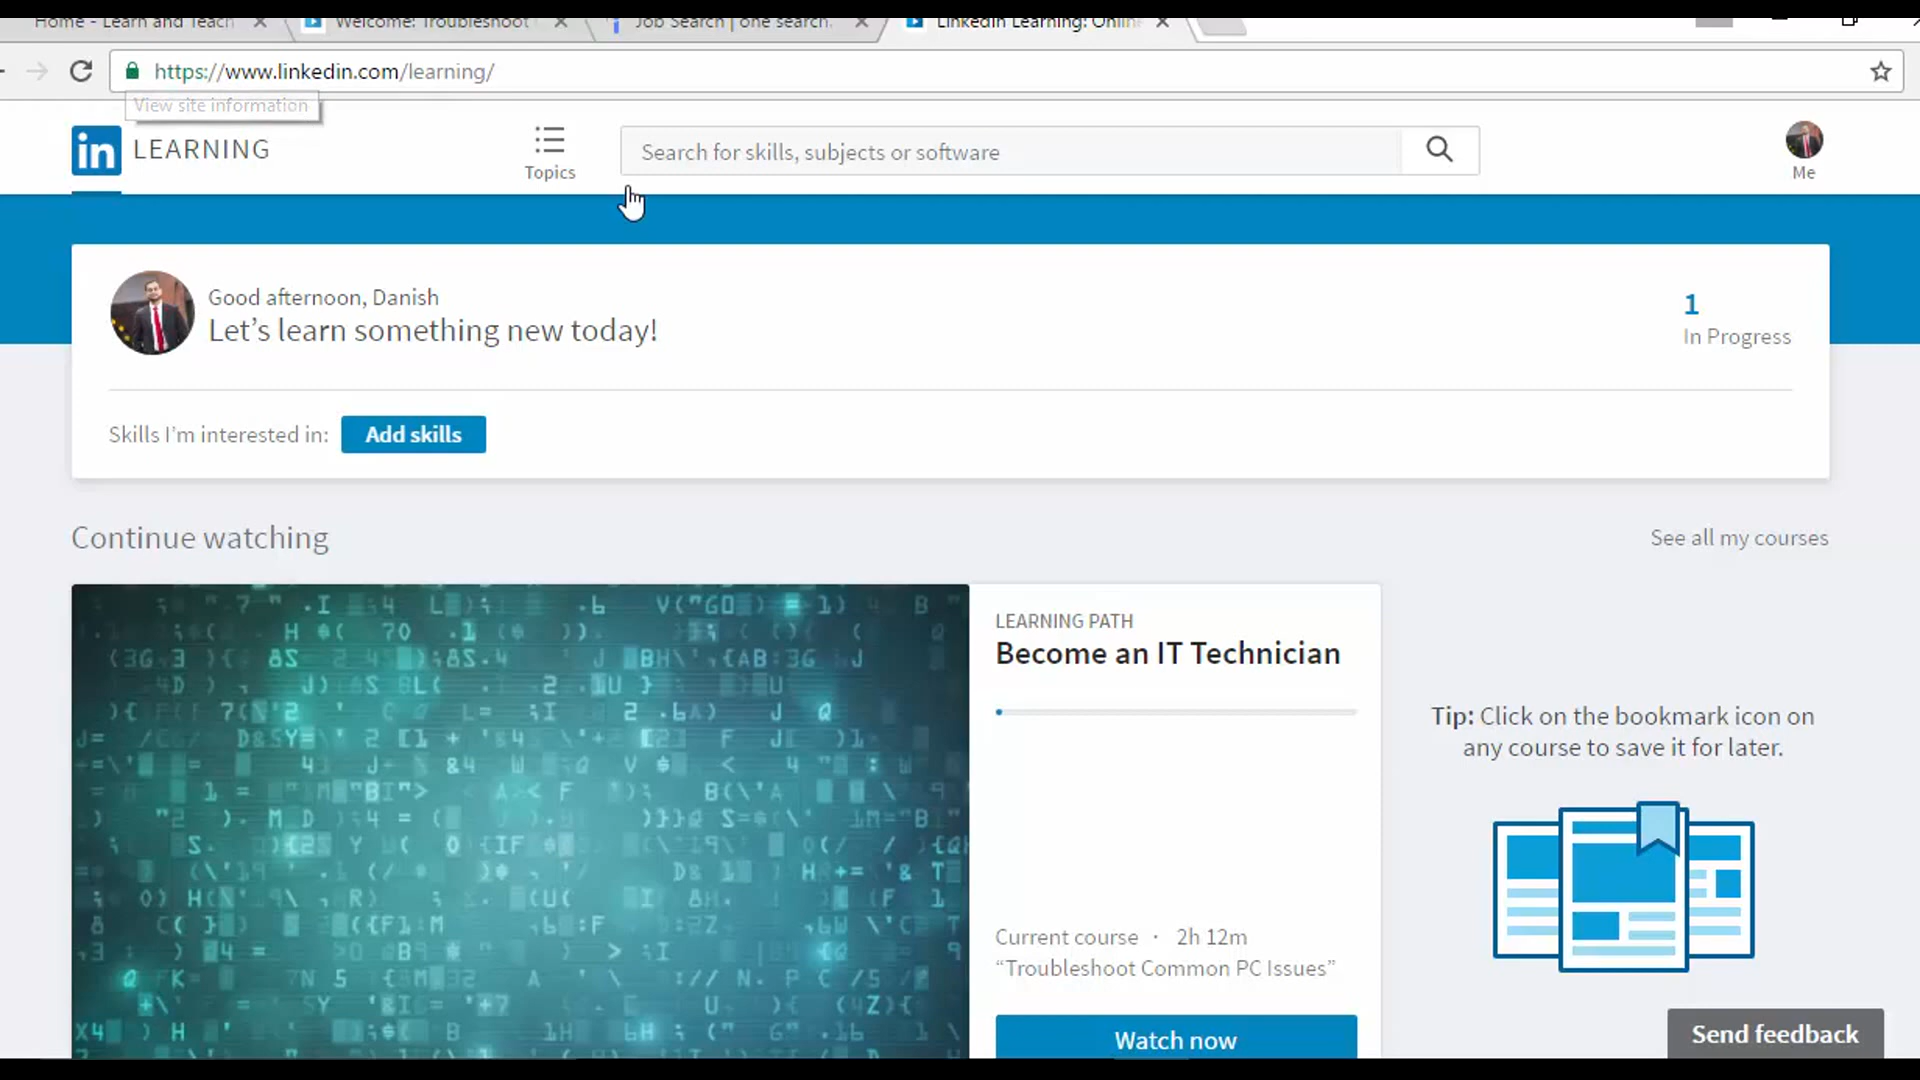 Home - Learn and Teach
Welcome: Troubleshoot
Job Search | one search.
LinkedIn Learning: Onlin
https://www.linkedin.com/learning/
View site information
in LEARNING
Topics
Search for skills, subjects or software
Me
Good afternoon, Danish
Let's learn something new today!
1
In Progress
Skills I'm interested in:
Add skills
Continue watching
See all my courses
LEARNING PATH
Become an IT Technician
Tip: Click on the bookmark icon on
any course to save it for later.
Current course · 2h 12m
“Troubleshoot Common PC Issues”
Watch now
Send feedback